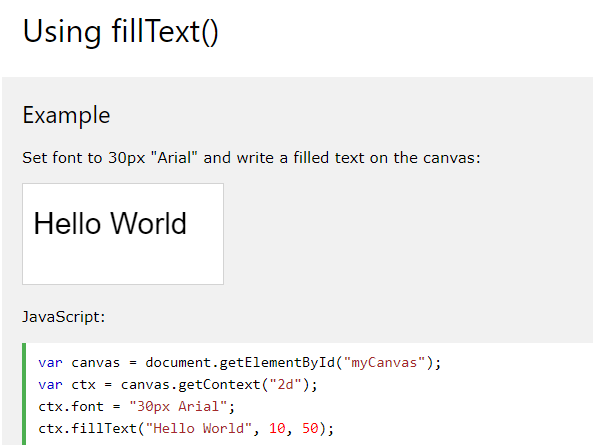 Using fillText()
Example
Set font to 30px "Arial" and write a filled text on the canvas:
Hello World
JavaScript:
var canvas = document.getElementById("myCanvas");
var ctx = canvas.getContext("2d");
ctx.font = "30px Arial";
ctx.fillText("Hello World", 10, 50);